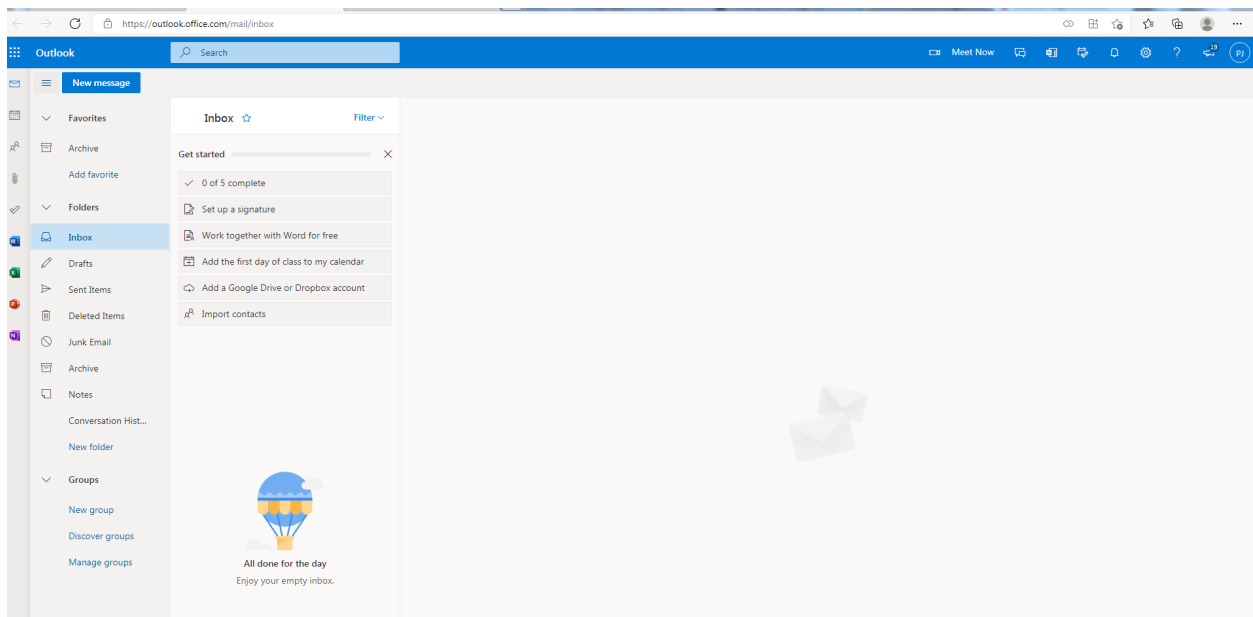 https://outlook.office.com/mail/inbox
Outlook
Search
Meet Now
19
PJ
New message
Favorites
Archive
Add favorite
Folders
Inbox
Drafts
Sent Items
Deleted Items
Junk Email
Archive
Notes
Conversation Hist...
New folder
Groups
New group
Discover groups
Manage groups
Inbox
Filter
Get started
0 of 5 complete
Set up a signature
Work together with Word for free
Add the first day of class to my calendar
Add a Google Drive or Dropbox account
Import contacts
All done for the day
Enjoy your empty inbox.